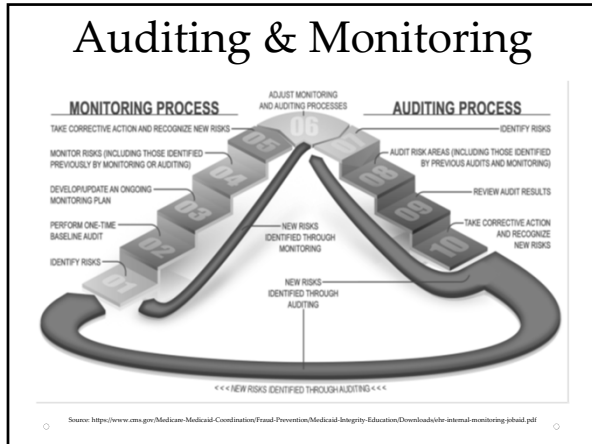 Auditing & Monitoring
MONITORING PROCESS
ADJUST MONITORING
AND AUDITING PROCESSES
AUDITING PROCESS
TAKE CORRECTIVE ACTION AND RECOGNIZE NEW RISKS
MONITOR RISKS (INCLUDING THOSE IDENTIFIED
PREVIOUSLY BY MONITORING OR AUDITING)
DEVELOP/UPDATE AN ONGOING
MONITORING PLAN
PERFORM ONE-TIME
BASELINE AUDIT
IDENTIFY RISKS
01
02
03
04
05
06
07
08
09
10
IDENTIFY RISKS
AUDIT RISK AREAS (INCLUDING THOSE IDENTIFIED
BY PREVIOUS AUDITS AND MONITORING)
REVIEW AUDIT RESULTS
TAKE CORRECTIVE ACTION
AND RECOGNIZE
NEW RISKS
NEW RISKS
IDENTIFIED THROUGH
MONITORING
NEW RISKS
IDENTIFIED THROUGH
AUDITING
< < < NEW RISKS IDENTIFIED THROUGH AUDITING < < <
Source: https://www.cms.gov/Medicare-Medicaid-Coordination/Fraud-Prevention/Medicaid-Integrity-Education/Downloads/ehr-internal-monitoring-jobaid.pdf